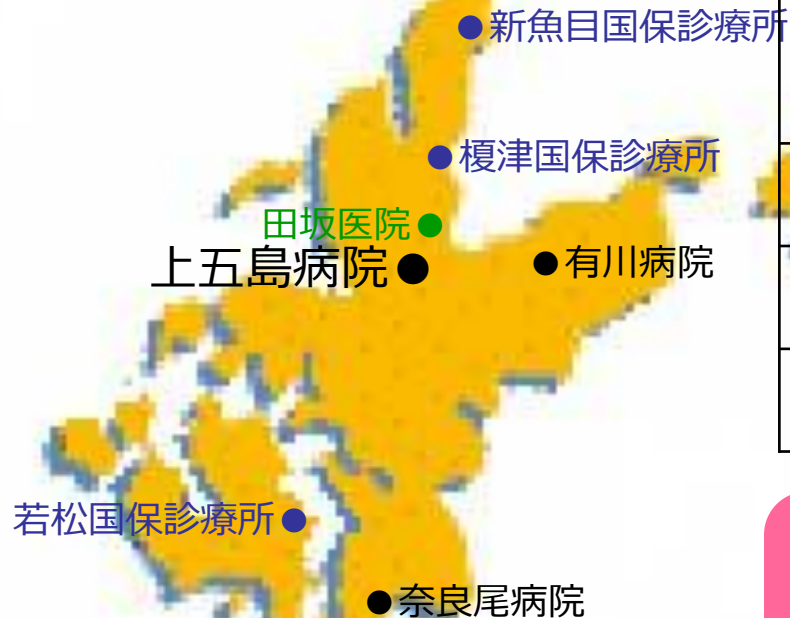 新魚目国保診療所
榎津国保診療所
田坂医院
上五島病院
有川病院
若松国保診療所
奈良尾病院